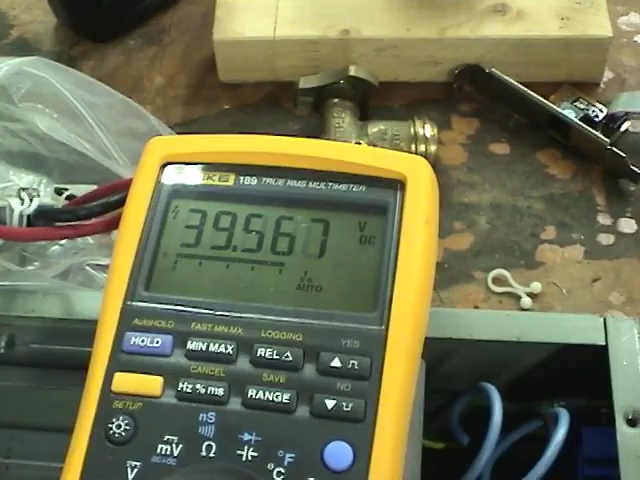 189 TRUE RMS MULTIMETER
39.567
V
DC
AUTO
AutoHOLD FAST MN MX LOGGING YES
HOLD MIN MAX REL Δ
CANCEL SAVE NO
Hz % ms RANGE
SETUP
nS
mV Ω °F
V °C